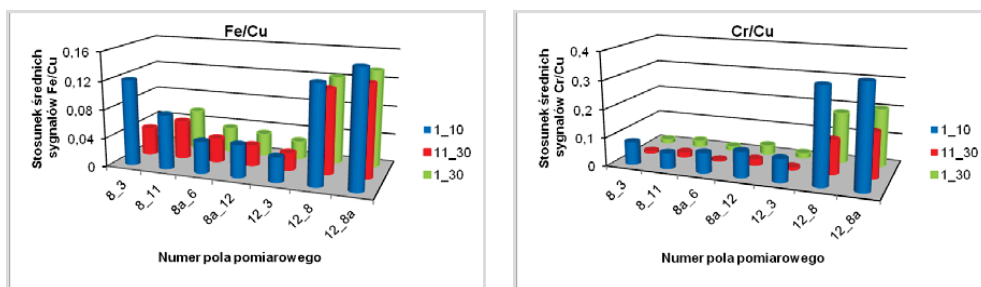 Fe/Cu
Stosunek średnich
sygnałów Fe/Cu
0,16
0,12
0,08
0,04
0
8_3
8_11
8a_6
8a_12
12_3
12_8
12_8a
Numer pola pomiarowego
1_10
11_30
1_30
Cr/Cu
Stosunek średnich
sygnałów Cr/Cu
0,4
0,3
0,2
0,1
0
8_3
8_11
8a_6
8a_12
12_3
12_8
12_8a
Numer pola pomiarowego
1_10
11_30
1_30